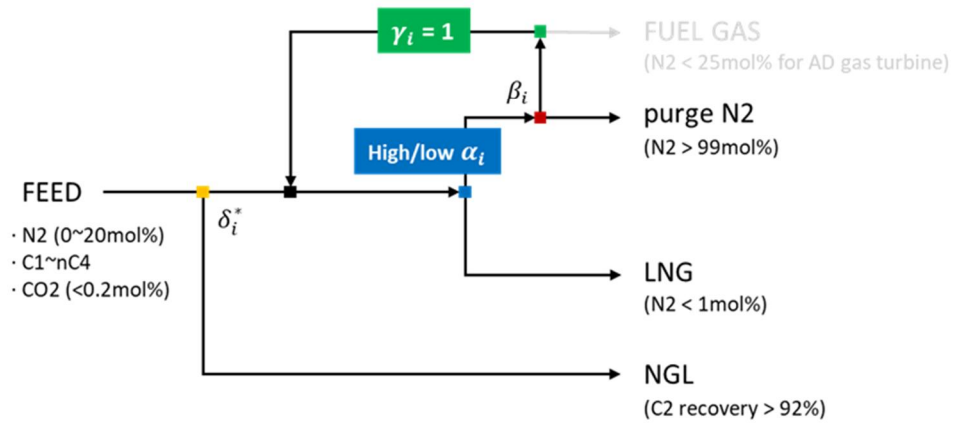 γᵢ = 1
FUEL GAS
(N2 < 25mol% for AD gas turbine)
βᵢ
purge N2
(N2 > 99mol%)
High/low αᵢ
FEED
δᵢ*
· N2 (0~20mol%)
· C1~nC4
· CO2 (<0.2mol%)
LNG
(N2 < 1mol%)
NGL
(C2 recovery > 92%)